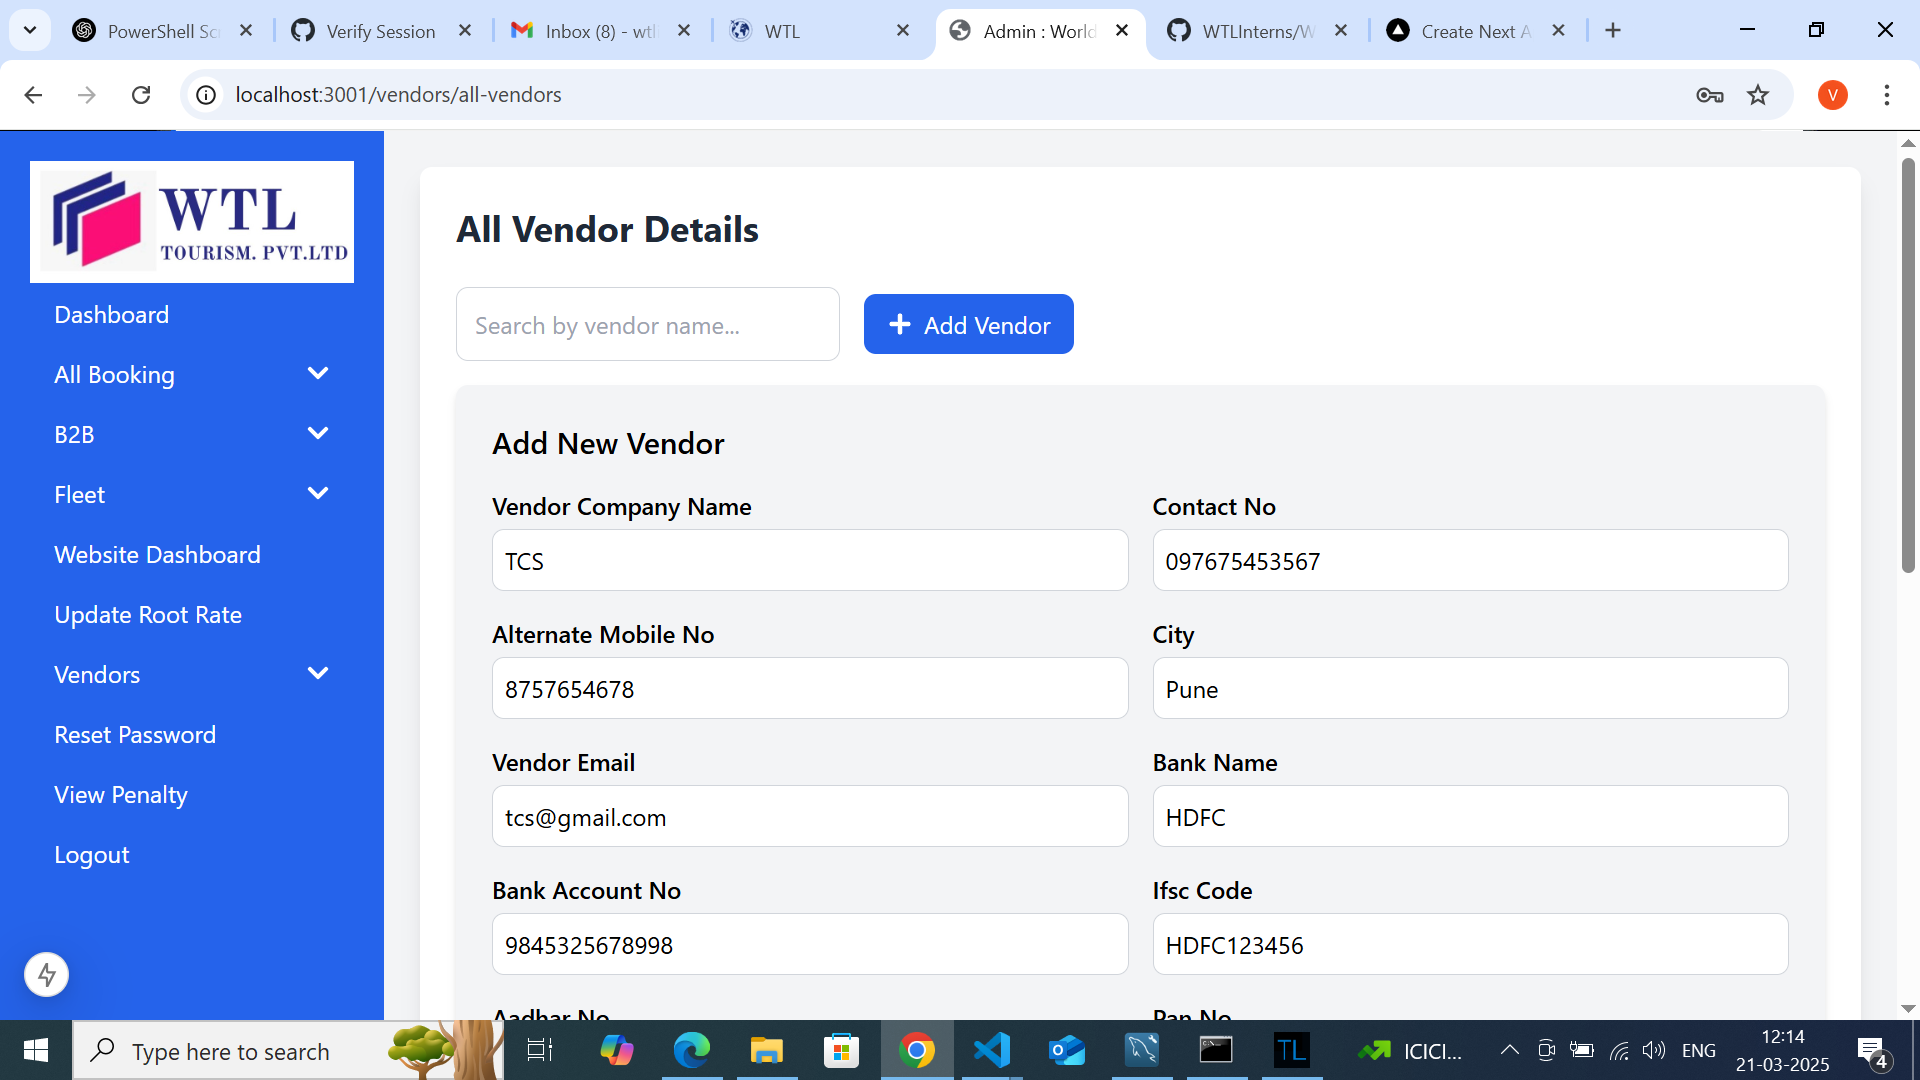 PowerShell Sc
Verify Session
Inbox (8) - wtl
WTL
Admin : World
WTLInterns/W
Create Next A
localhost:3001/vendors/all-vendors
V
WTL
TOURISM. PVT.LTD
Dashboard
All Booking
B2B
Fleet
Website Dashboard
Update Root Rate
Vendors
Reset Password
View Penalty
Logout
All Vendor Details
Search by vendor name...
Add Vendor
Add New Vendor
Vendor Company Name
Contact No
TCS
097675453567
Alternate Mobile No
City
8757654678
Pune
Vendor Email
Bank Name
tcs@gmail.com
HDFC
Bank Account No
Ifsc Code
9845325678998
HDFC123456
Aadhar No
Pan No
Type here to search
TL
ICICI...
ENG
12:14
21-03-2025
4